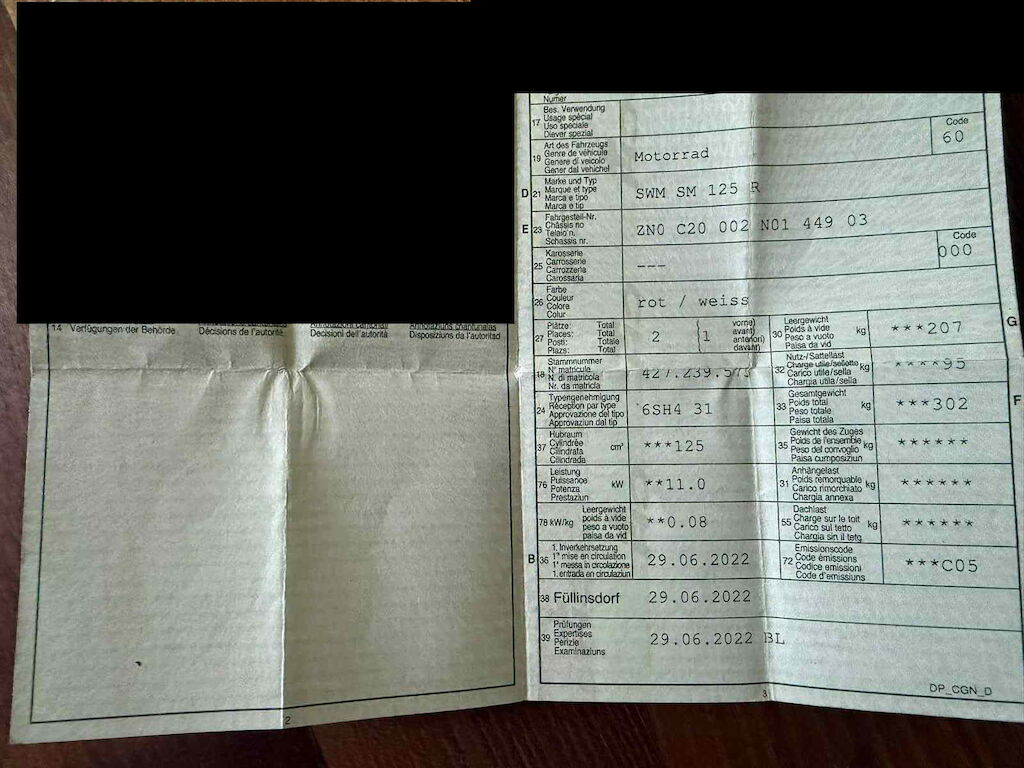 14 Verfügungen der Behörde
Décisions de l'autorité
Decisioni dell'autorità
Disposiziuns da l'autoritad
2
Numer
17 Bes. Verwendung
Usage spécial
Uso speciale
Diever spezial
Code
60
19 Art des Fahrzeugs
Genre de véhicule
Genere di veicolo
Gener dal vehichel
Motorrad
D 21 Marke und Typ
Marque et type
Marca e tipo
Marca e tip
SWM SM 125 R
E 23 Fahrgestell-Nr.
Châssis no
Telaio n.
Schassis nr.
ZN0 C20 002 N01 449 03
25 Karosserie
Carrosserie
Carrozzeria
Carossaria
---
Code
000
26 Farbe
Couleur
Colore
Colur
rot / weiss
27 Plätze: Total
Places: Total
Posti: Totale
Plazs: Total
2 (1 vorne)
avant)
anteriori)
davant)
G
30 Leergewicht
Poids à vide
Peso a vuoto
Paisa da vid
kg
***207
18 Stammnummer
N° matricule
N. di matricola
Nr. da matricla
427.239.573
32 Nutz-/Sattellast
Charge utile/sellette
Carico utile/sella
Chargia utila/sella
kg
****95
24 Typengenehmigung
Réception par type
Approvazione del tipo
Approvaziun dal tip
6SH4 31
33 Gesamtgewicht
Poids total
Peso totale
Paisa totala
kg
***302
F
37 Hubraum
Cylindrée
Cilindrata
Cilindrada
cm³
***125
35 Gewicht des Zuges
Poids de l'ensemble
Peso del convoglio
Paisa cumposiziun
kg
******
76 Leistung
Puissance
Potenza
Prestaziun
kW
**11.0
31 Anhängelast
Poids remorquable
Carico rimorchiato
Chargia annexa
kg
******
78 kW/kg
Leergewicht
poids à vide
peso a vuoto
paisa da vid
**0.08
55 Dachlast
Charge sur le toit
Carico sul tetto
Chargia sin il tetg
kg
******
B 36 1. Inverkehrsetzung
1re mise en circulation
1a messa in circolazione
1. entrada en circulaziun
29.06.2022
72 Emissionscode
Code émissions
Codice emissioni
Code d'emissiuns
***C05
38 Füllinsdorf 29.06.2022
39 Prüfungen
Expertises
Perizie
Examinaziuns
29.06.2022 BL
DP_CGN_D
3